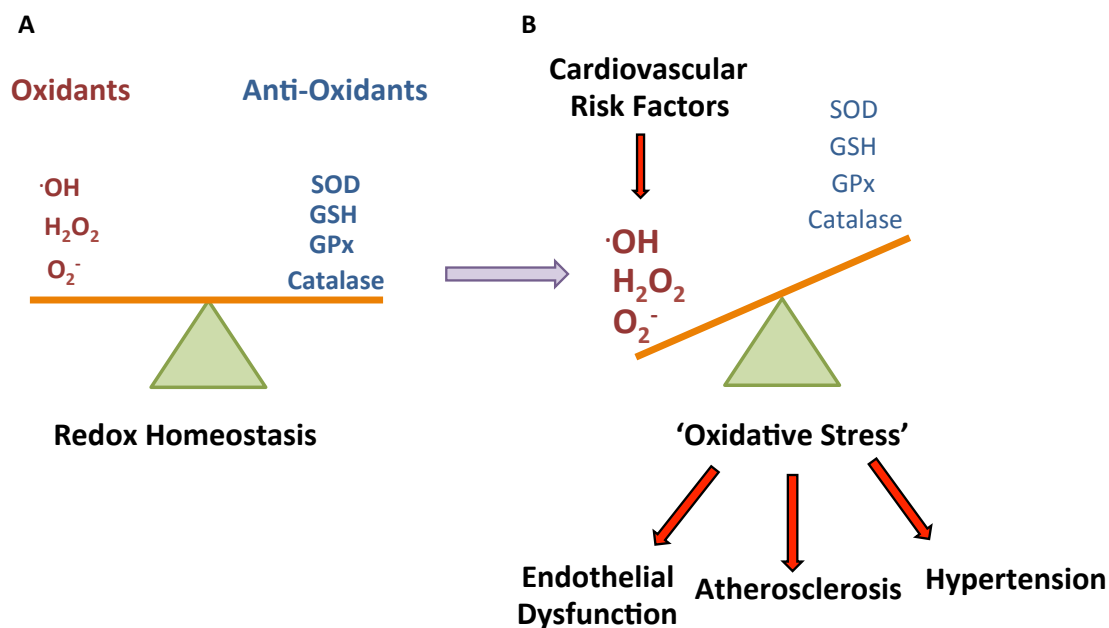 A
Oxidants
Anti-Oxidants
·OH
H₂O₂
O₂⁻
SOD
GSH
GPx
Catalase
Redox Homeostasis
B
Cardiovascular
Risk Factors
SOD
GSH
GPx
Catalase
·OH
H₂O₂
O₂⁻
‘Oxidative Stress’
Endothelial
Dysfunction
Atherosclerosis
Hypertension